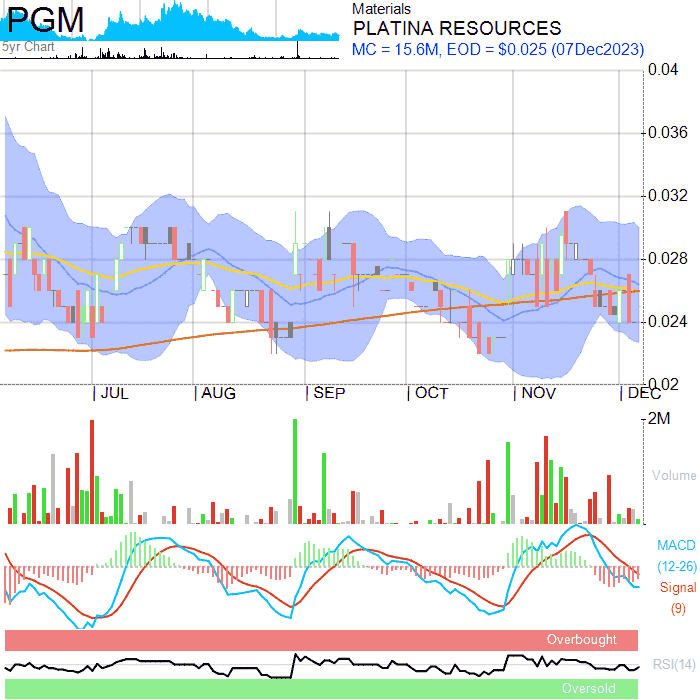 PGM
5yr Chart
Materials
PLATINA RESOURCES
MC = 15.6M, EOD = $0.025 (07Dec2023)
0.04
0.036
0.032
0.028
0.024
0.02
JUL AUG SEP OCT NOV DEC
2M
Volume
MACD
(12-26)
Signal
(9)
Overbought
RSI(14)
Oversold